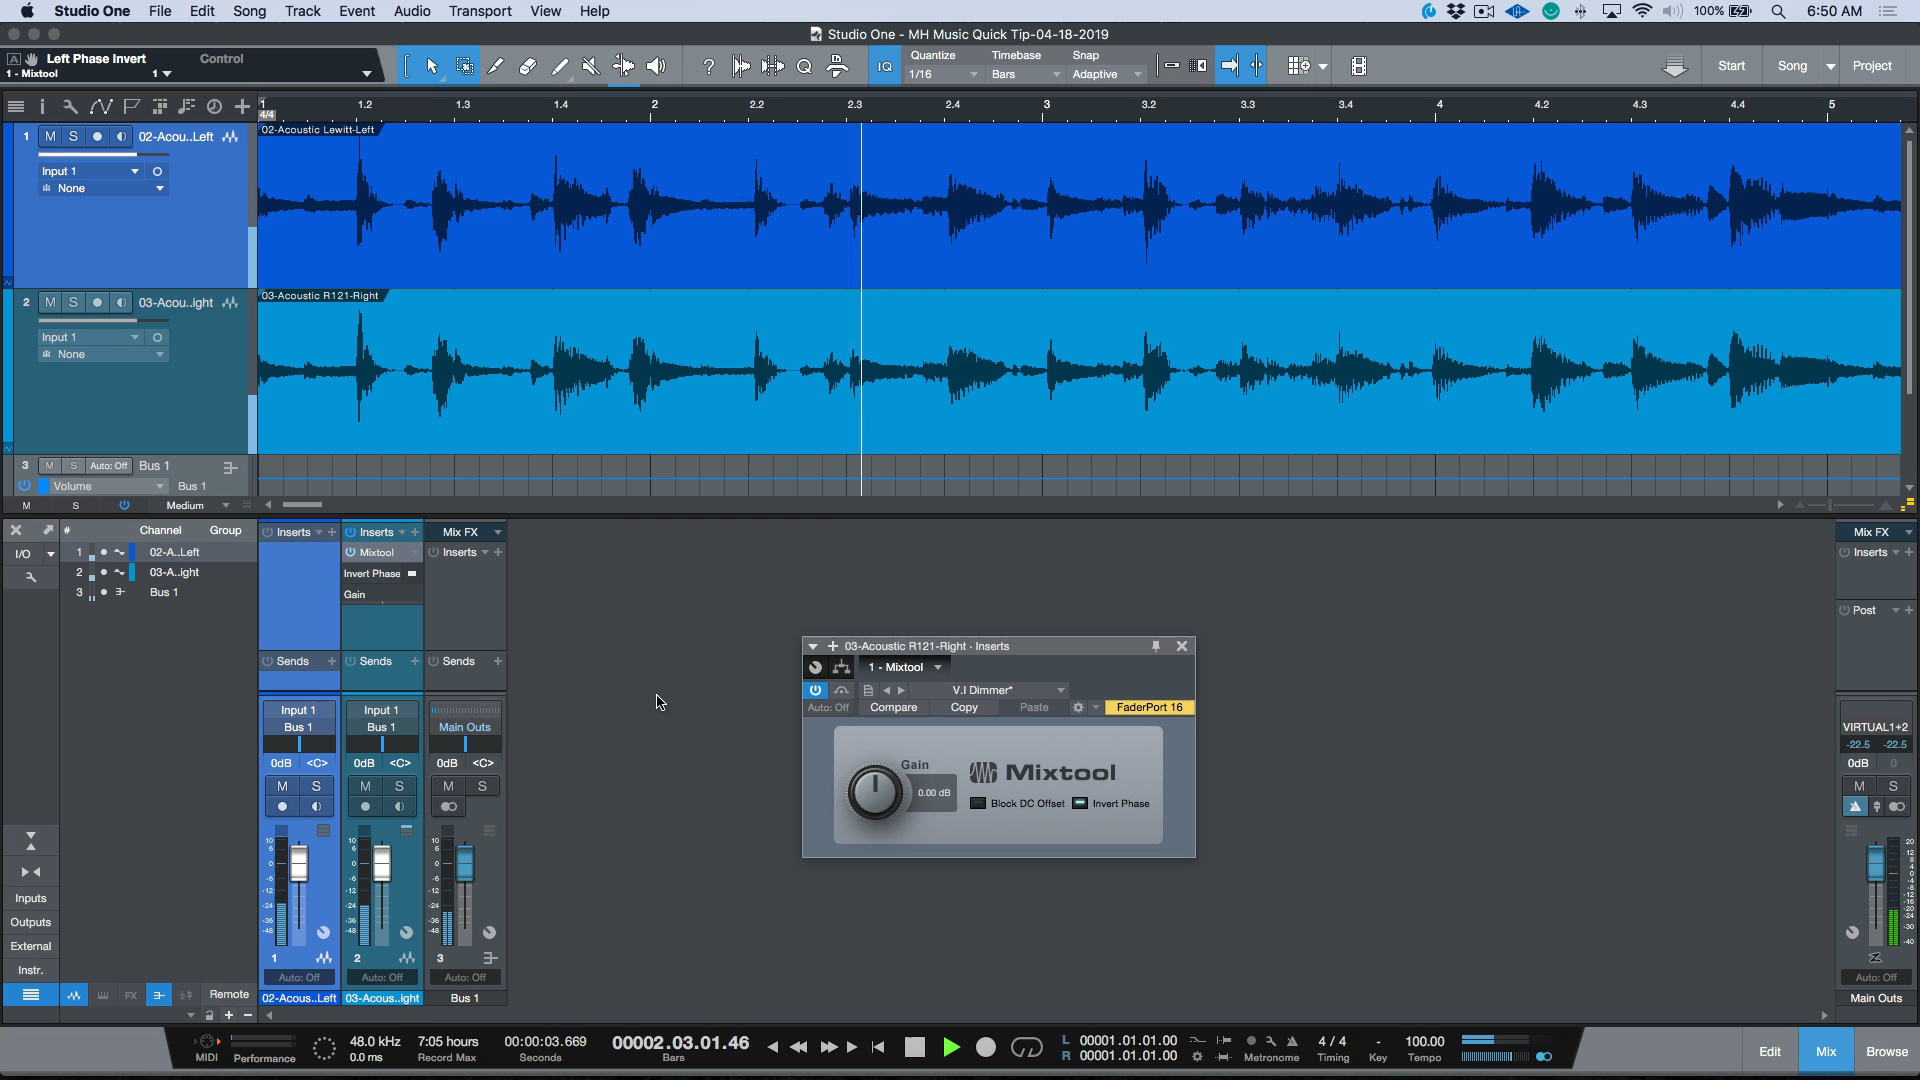 Studio One File Edit Song Track Event Audio Transport View Help 100% 6:50 AM
Studio One - MH Music Quick Tip-04-18-2019
Left Phase Invert Control
1 - Mixtool 1
Quantize Timebase Snap
1/16 Bars Adaptive
IQ Start Song Project
1 1.2 1.3 1.4 2 2.2 2.3 2.4 3 3.2 3.3 3.4 4 4.2 4.3 4.4 5
4/4
02-Acoustic Lewitt-Left
1 M S 02-Acou..Left
Input 1
None
03-Acoustic R121-Right
2 M S 03-Acou..ight
Input 1
None
3 M S Auto: Off Bus 1
Volume Bus 1
M S Medium
# Channel Group
I/O
1 02-A..Left
2 03-A..ight
3 Bus 1
Inserts Inserts Mix FX
Mixtool Inserts
Invert Phase
Gain
Sends Sends Sends
Input 1 Input 1
Bus 1 Bus 1 Main Outs
0dB <C> 0dB <C> 0dB <C>
M S M S M S
1 2 3
Auto: Off Auto: Off Auto: Off
02-Acous..Left 03-Acous..ight Bus 1
Inputs
Outputs
External
Instr.
FX Remote
03-Acoustic R121-Right - Inserts
1 - Mixtool
V.I Dimmer*
Auto: Off Compare Copy Paste FaderPort 16
Gain
0.00 dB
Mixtool
Block DC Offset Invert Phase
Mix FX
Inserts
Post
VIRTUAL1+2
-22.5 -22.5
0dB 0
M S
Auto: Off
Main Outs
MIDI Performance
48.0 kHz
0.0 ms
7:05 hours
Record Max
00:00:03.669
Seconds
00002.03.01.46
Bars
L 00001.01.01.00
R 00001.01.01.00
Metronome
4 / 4
Timing
-
Key
100.00
Tempo
Edit Mix Browse